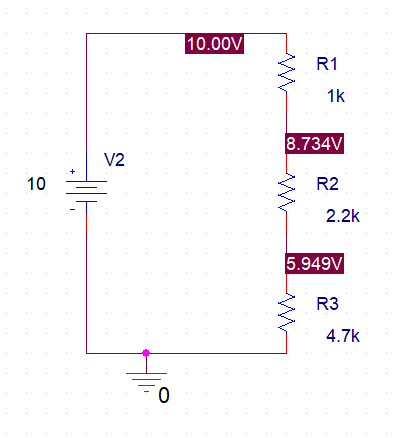 10.00V
R1
1k
8.734V
V2
+
10
R2
-
2.2k
5.949V
R3
4.7k
0